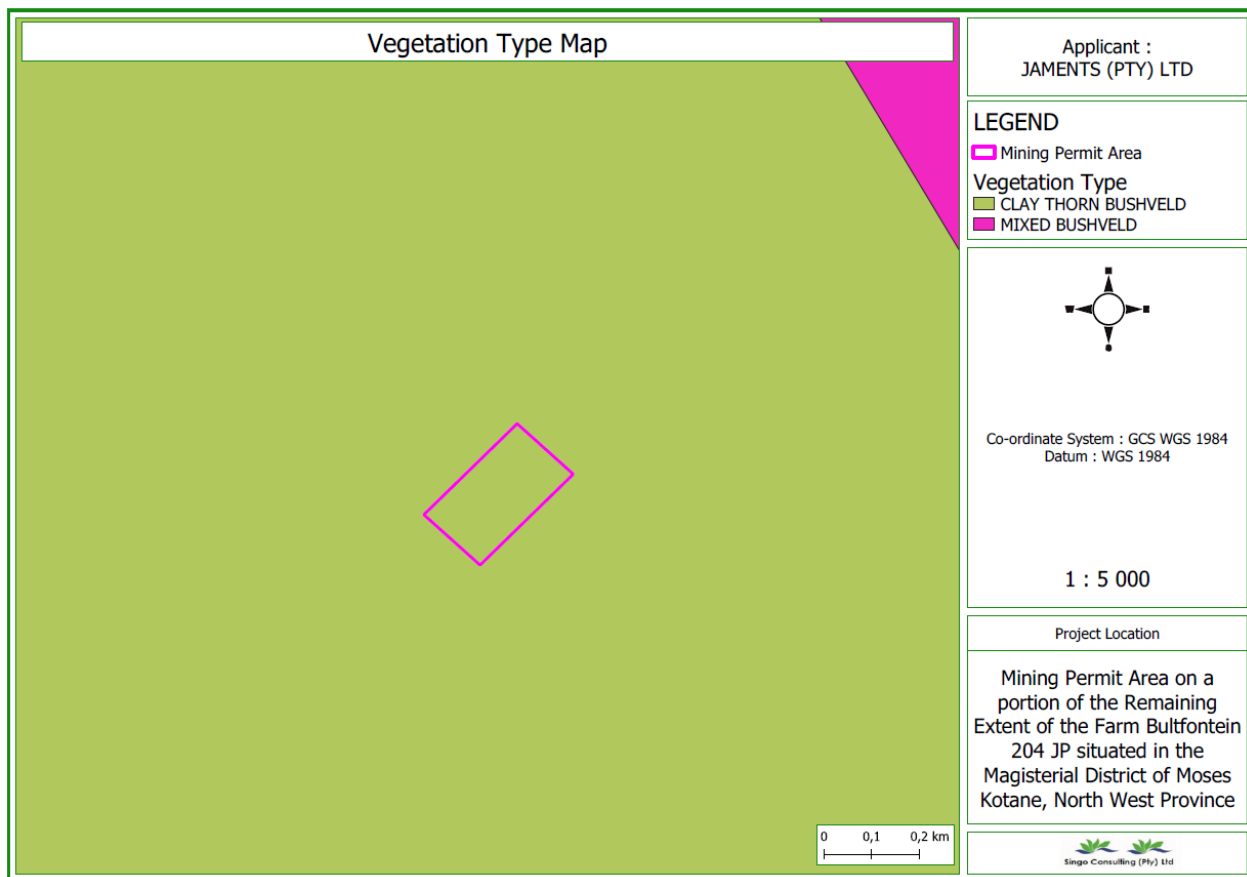 Vegetation Type Map
Applicant :
JAMENTS (PTY) LTD
LEGEND
Mining Permit Area
Vegetation Type
CLAY THORN BUSHVELD
MIXED BUSHVELD
Co-ordinate System : GCS WGS 1984
Datum : WGS 1984
1 : 5 000
Project Location
Mining Permit Area on a
portion of the Remaining
Extent of the Farm Bultfontein
204 JP situated in the
Magisterial District of Moses
Kotane, North West Province
0 0,1 0,2 km
Singo Consulting (Pty) Ltd